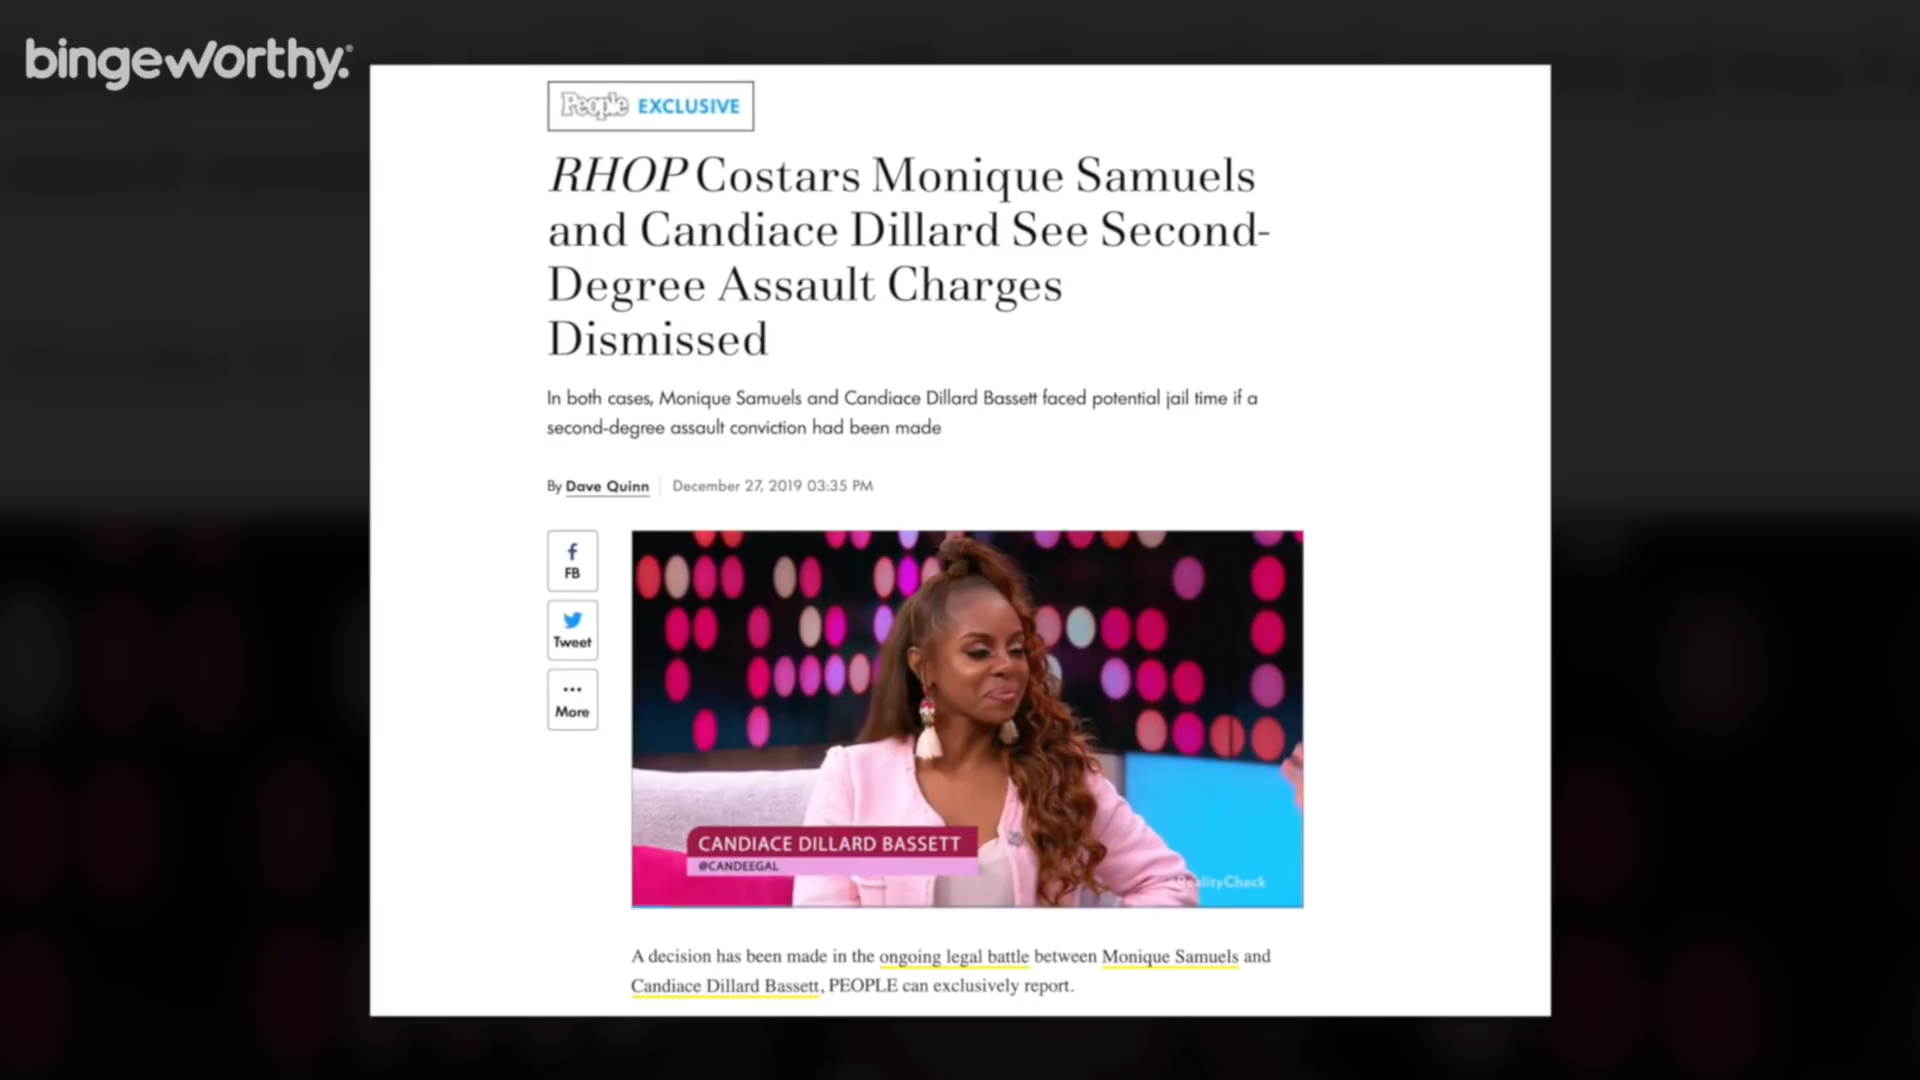 bingeworthy.
People EXCLUSIVE
RHOP Costars Monique Samuels
and Candiace Dillard See Second-
Degree Assault Charges
Dismissed
In both cases, Monique Samuels and Candiace Dillard Bassett faced potential jail time if a
second-degree assault conviction had been made
By Dave Quinn December 27, 2019 03:35 PM
FB
Tweet
More
CANDIACE DILLARD BASSETT
@CANDEEGAL
#RealityCheck
A decision has been made in the ongoing legal battle between Monique Samuels and
Candiace Dillard Bassett, PEOPLE can exclusively report.